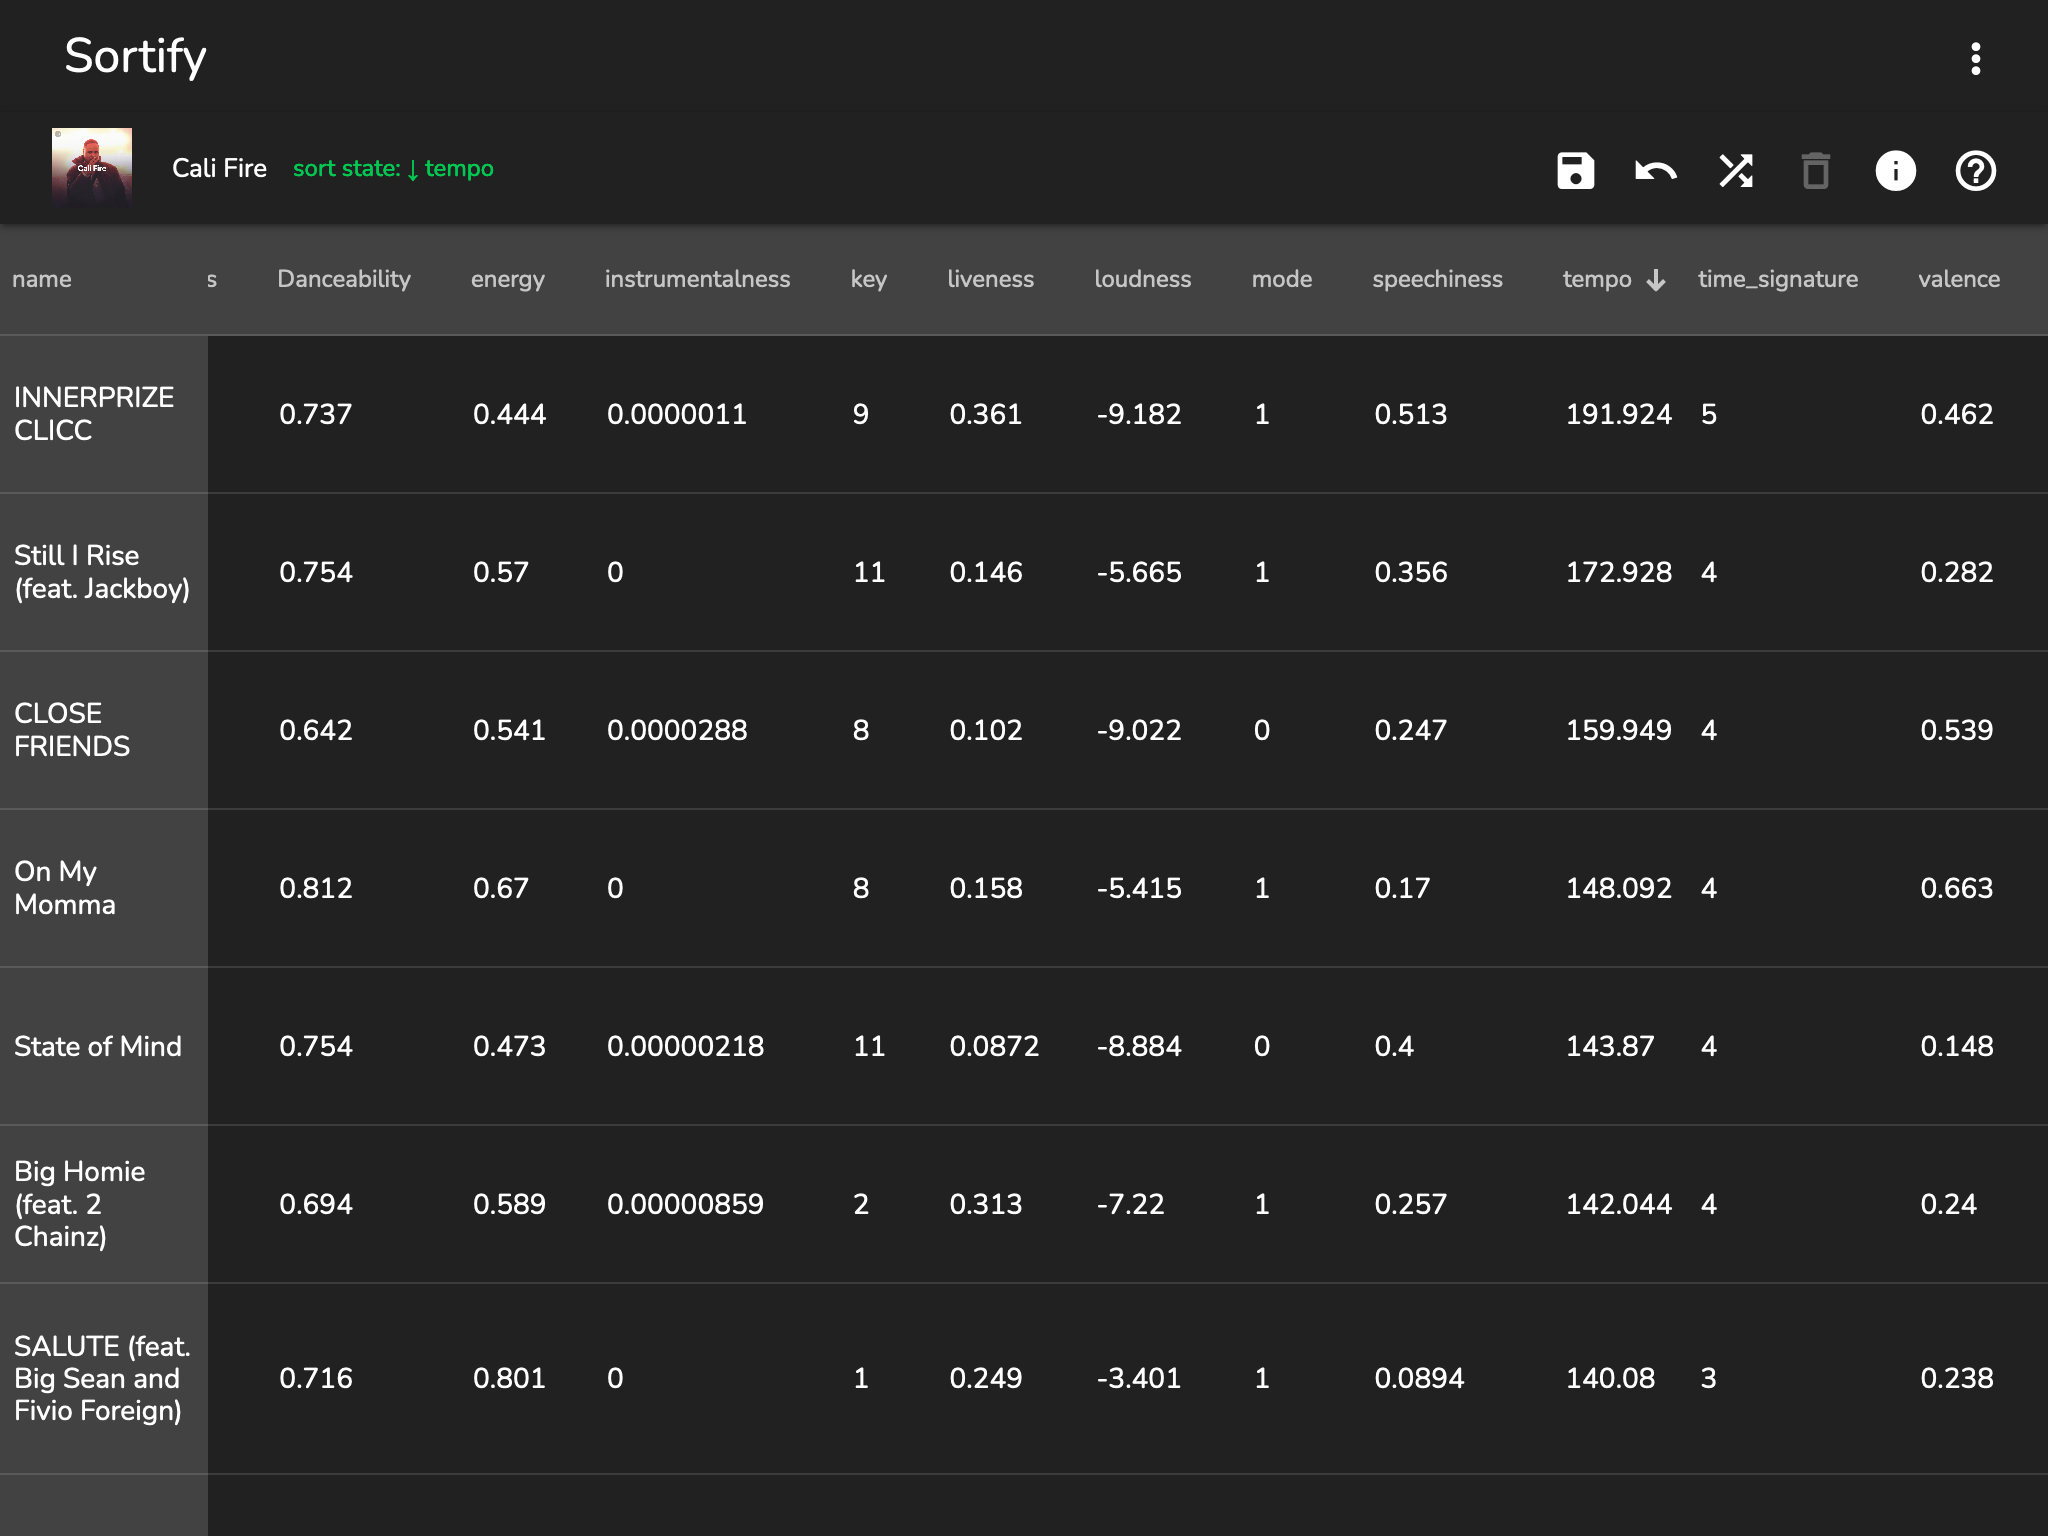 Sortify
Cali Fire
Cali Fire sort state: ↓ tempo
name s Danceability energy instrumentalness key liveness loudness mode speechiness tempo ↓ time_signature valence
INNERPRIZE
CLICC
0.737 0.444 0.0000011 9 0.361 -9.182 1 0.513 191.924 5 0.462
Still I Rise
(feat. Jackboy)
0.754 0.57 0 11 0.146 -5.665 1 0.356 172.928 4 0.282
CLOSE
FRIENDS
0.642 0.541 0.0000288 8 0.102 -9.022 0 0.247 159.949 4 0.539
On My
Momma
0.812 0.67 0 8 0.158 -5.415 1 0.17 148.092 4 0.663
State of Mind 0.754 0.473 0.00000218 11 0.0872 -8.884 0 0.4 143.87 4 0.148
Big Homie
(feat. 2
Chainz)
0.694 0.589 0.00000859 2 0.313 -7.22 1 0.257 142.044 4 0.24
SALUTE (feat.
Big Sean and
Fivio Foreign)
0.716 0.801 0 1 0.249 -3.401 1 0.0894 140.08 3 0.238